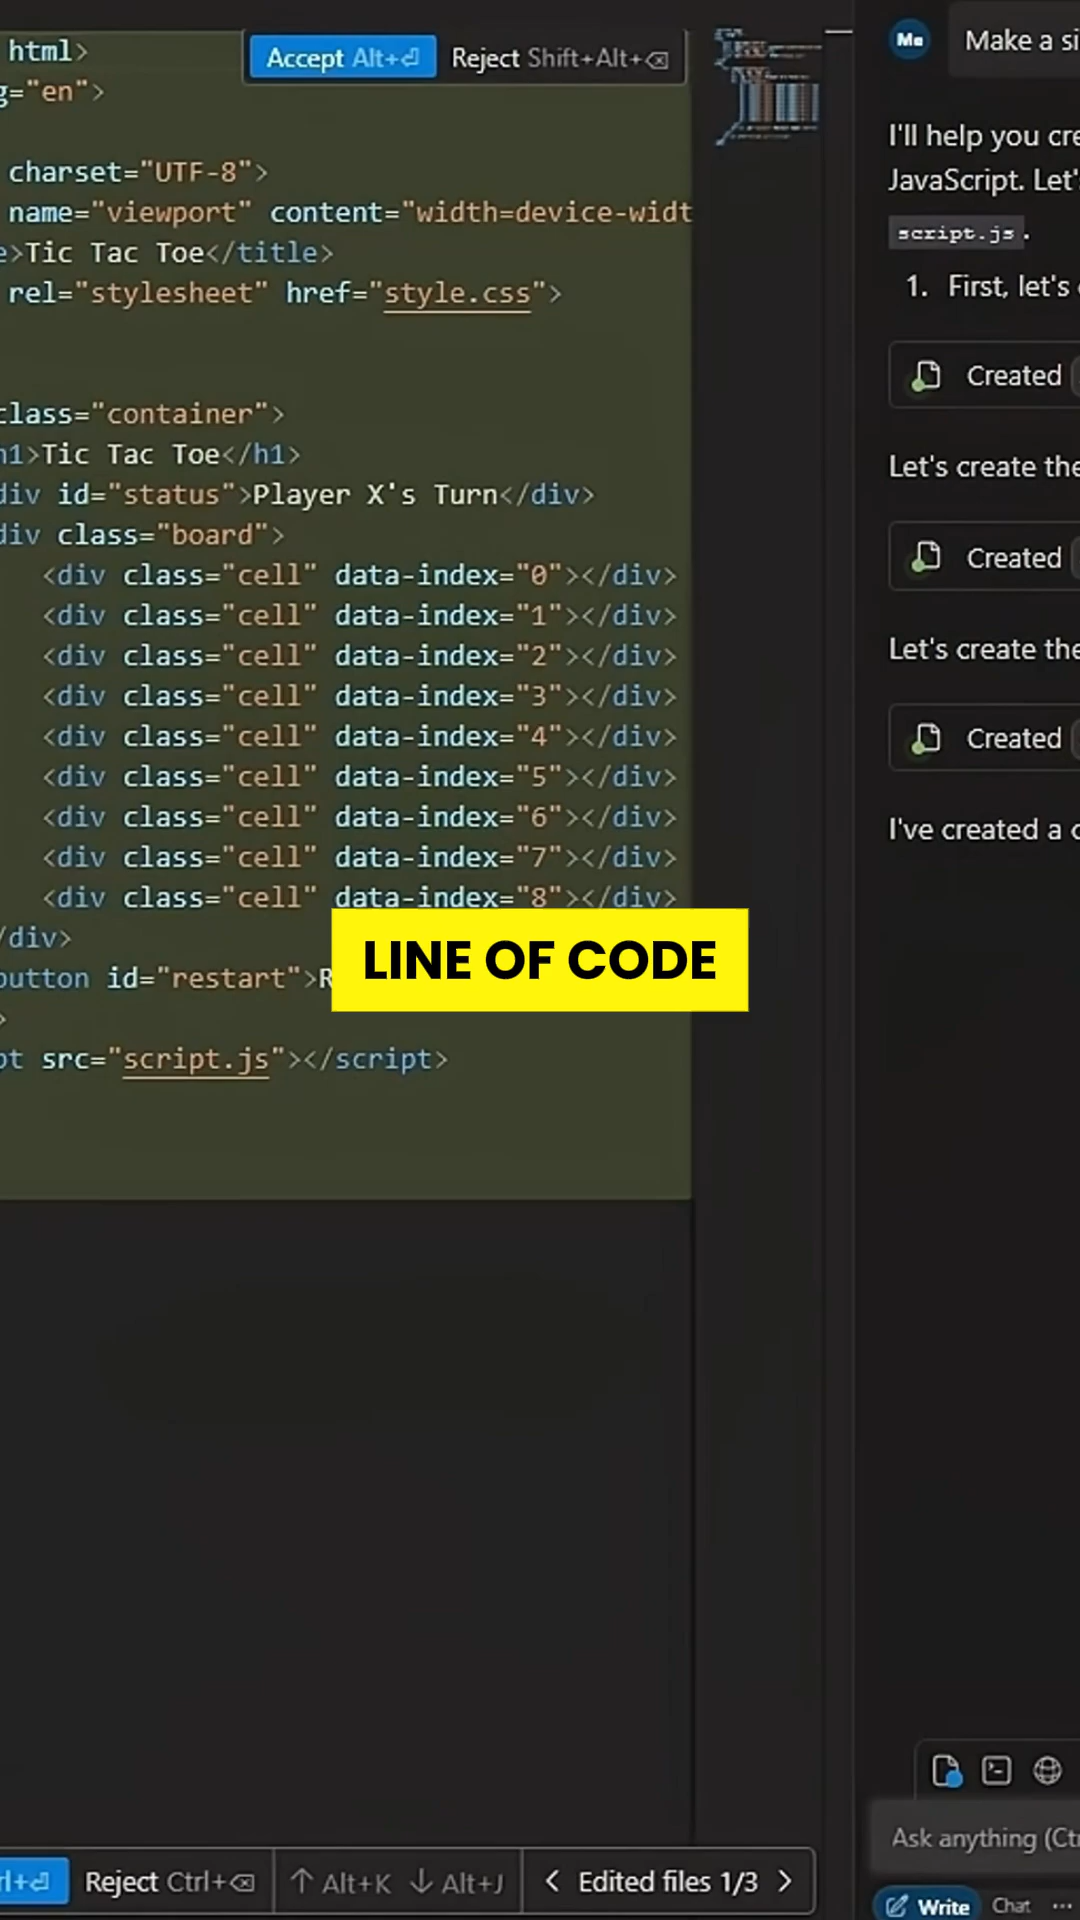 html>
Accept Alt+⏎ Reject Shift+Alt+⌫
g="en">
charset="UTF-8">
name="viewport" content="width=device-widt
e>Tic Tac Toe</title>
rel="stylesheet" href="style.css">
class="container">
h1>Tic Tac Toe</h1>
div id="status">Player X's Turn</div>
div class="board">
<div class="cell" data-index="0"></div>
<div class="cell" data-index="1"></div>
<div class="cell" data-index="2"></div>
<div class="cell" data-index="3"></div>
<div class="cell" data-index="4"></div>
<div class="cell" data-index="5"></div>
<div class="cell" data-index="6"></div>
<div class="cell" data-index="7"></div>
<div class="cell" data-index="8"></div>
/div>
button id="restart">R
>
pt src="script.js"></script>
LINE OF CODE
Reject Ctrl+⌫ ↑ Alt+K ↓ Alt+J < Edited files 1/3 >
Me Make a si
I'll help you cre
JavaScript. Let's
script.js.
1. First, let's
Created
Let's create the
Created
Let's create the
Created
I've created a c
Ask anything (Ct
Write Chat ...